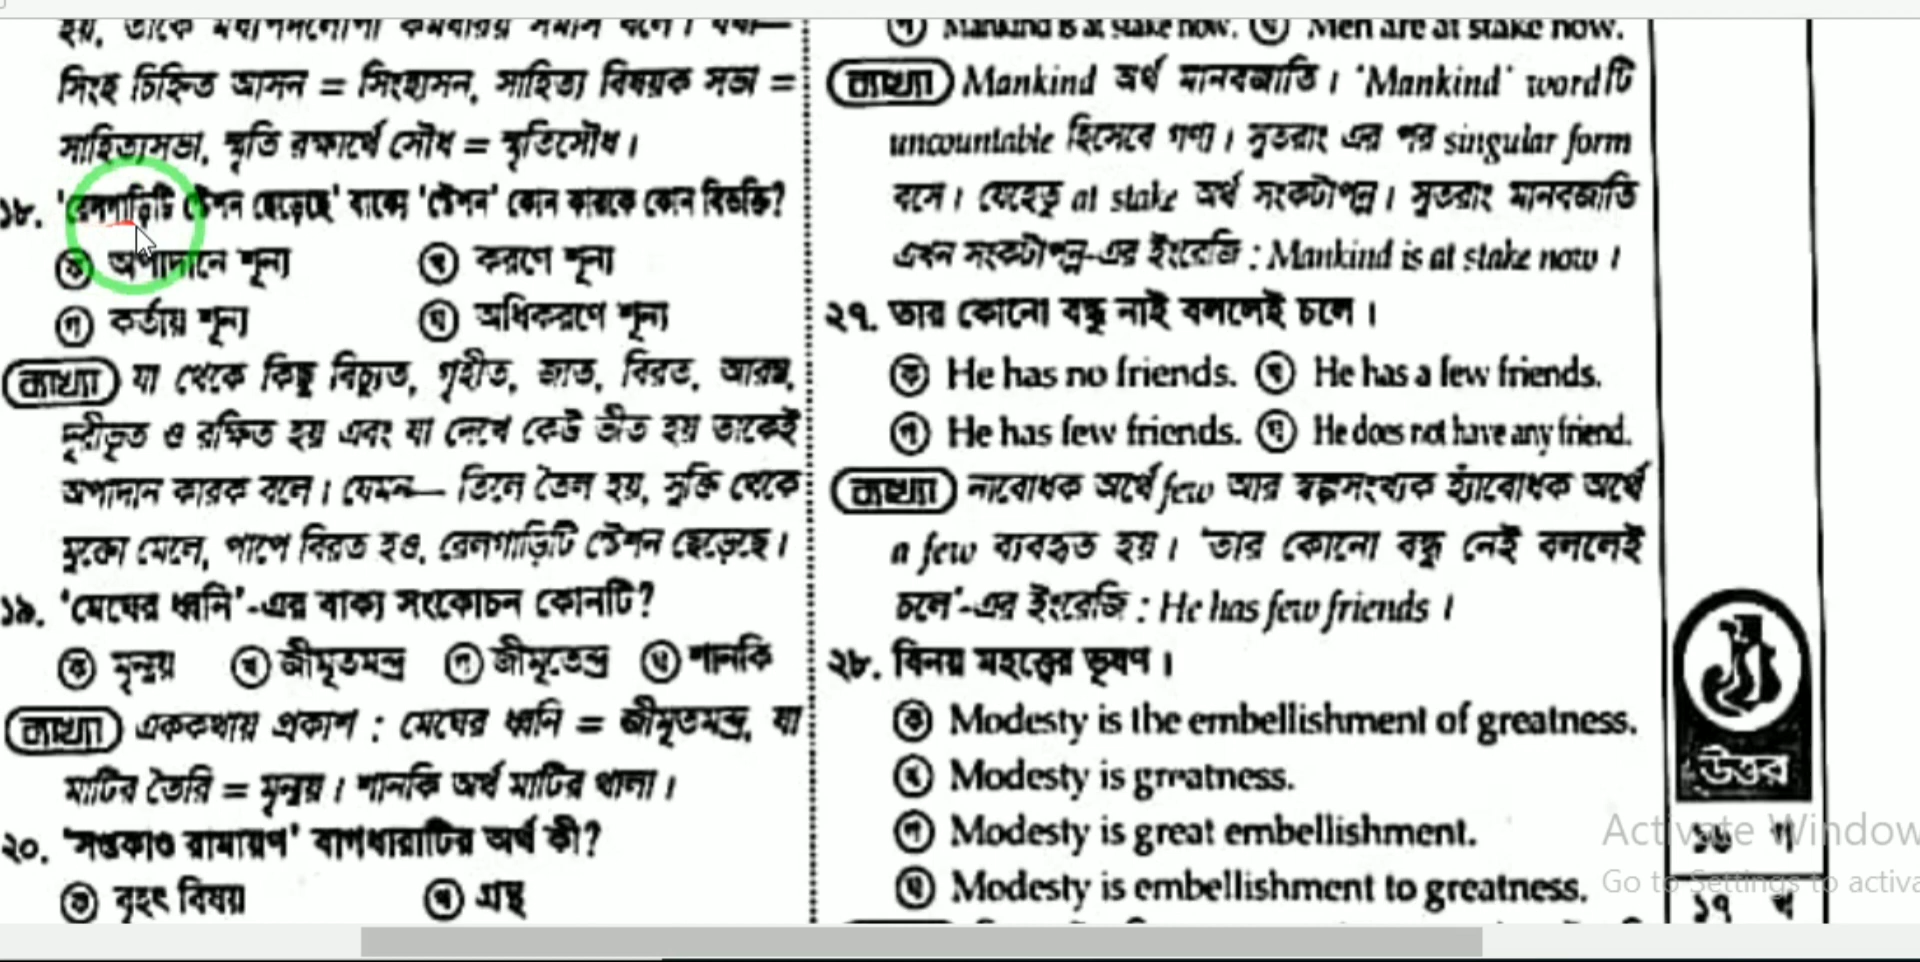 সিংহ চিহ্নিত আসন = সিংহাসন, সাহিত্য বিষয়ক সভা =
সাহিত্যসভা, স্মৃতি রক্ষার্থে সৌধ = স্মৃতিসৌধ।
১৮. 'রেলগাড়িটি স্টেশন ছেড়েছে' বাক্যে 'স্টেশন' কোন কারকে কোন বিভক্তি?
ক অপাদানে শূন্য খ করণে শূন্য
গ কর্তায় শূন্য ঘ অধিকরণে শূন্য
ব্যাখ্যা যা থেকে কিছু বিচ্যুত, গৃহীত, জাত, বিরত, আরম্ভ,
দূরীভূত ও রক্ষিত হয় এবং যা দেখে কেউ ভীত হয় তাকেই
অপাদান কারক বলে। যেমন— তিলে তৈল হয়, সুক্তি থেকে
মুক্তো মেলে, পাপে বিরত হও, রেলগাড়িটি স্টেশন ছেড়েছে।
১৯. 'মেঘের ধ্বনি'-এর বাক্য সংকোচন কোনটি?
ক মৃন্ময় খ জীমূতমন্দ্র গ জীমূতেন্দ্র ঘ শানকি
ব্যাখ্যা এককথায় প্রকাশ : মেঘের ধ্বনি = জীমূতমন্দ্র, যা
মাটির তৈরি = মৃন্ময়। শানকি অর্থ মাটির থালা।
২০. 'সপ্তকাণ্ড রামায়ণ' বাগধারাটির অর্থ কী?
ক বৃহৎ বিষয় খ গ্রন্থ
গ Mankind is at stake now. ঘ Men are at stake now.
ব্যাখ্যা Mankind অর্থ মানবজাতি। 'Mankind' wordটি
uncountable হিসেবে গণ্য। সুতরাং এর পর singular form
বসে। যেহেতু at stake অর্থ সংকটাপন্ন। সুতরাং মানবজাতি
এখন সংকটাপন্ন-এর ইংরেজি : Mankind is at stake now।
২৭. তার কোনো বন্ধু নাই বললেই চলে।
ক He has no friends. খ He has a few friends.
গ He has few friends. ঘ He does not have any friend.
ব্যাখ্যা নাবোধক অর্থে few আর স্বল্পসংখ্যক হ্যাঁবোধক অর্থে
a few ব্যবহৃত হয়। 'তার কোনো বন্ধু নেই বললেই
চলে'-এর ইংরেজি : He has few friends।
২৮. বিনয় মহত্ত্বের ভূষণ।
ক Modesty is the embellishment of greatness.
খ Modesty is greatness.
গ Modesty is great embellishment.
ঘ Modesty is embellishment to greatness.
উত্তর
১৬ গ
১৭ খ
Activate Window
Go to Settings to activa